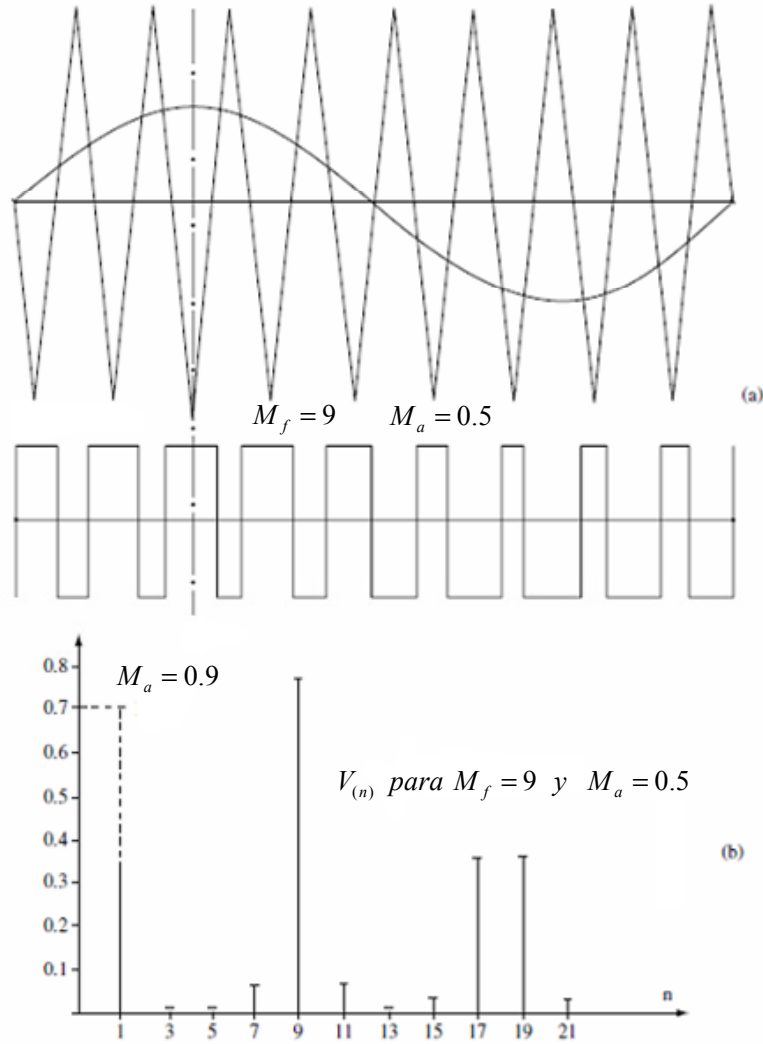 (a)
M_f = 9 M_a = 0.5
0.8
M_a = 0.9
0.7
0.6
V_(n) para M_f = 9 y M_a = 0.5
0.5
0.4
(b)
0.3
0.2
0.1
n
1 3 5 7 9 11 13 15 17 19 21